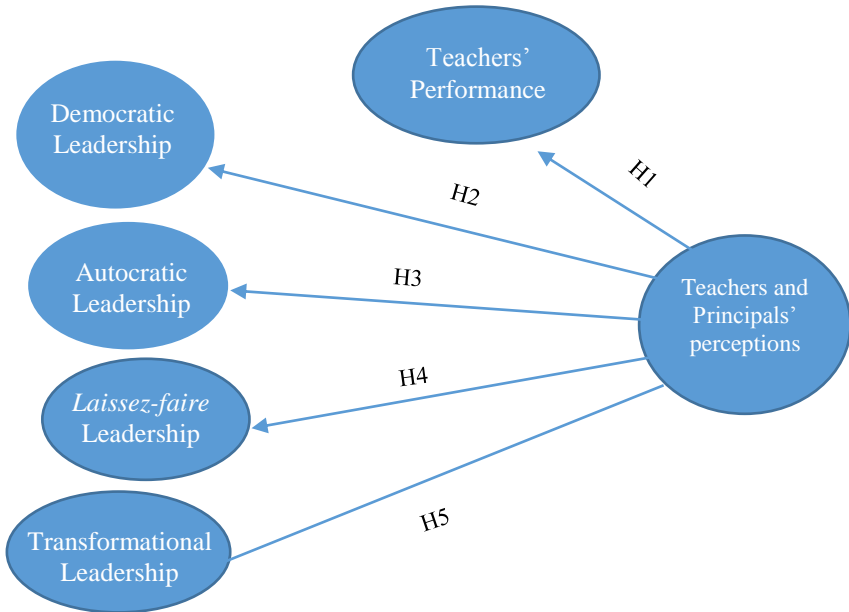 Teachers’
Performance
Democratic
Leadership
H1
H2
Autocratic
Leadership
H3
Teachers and
Principals’
perceptions
Laissez-faire
Leadership
H4
Transformational
Leadership
H5